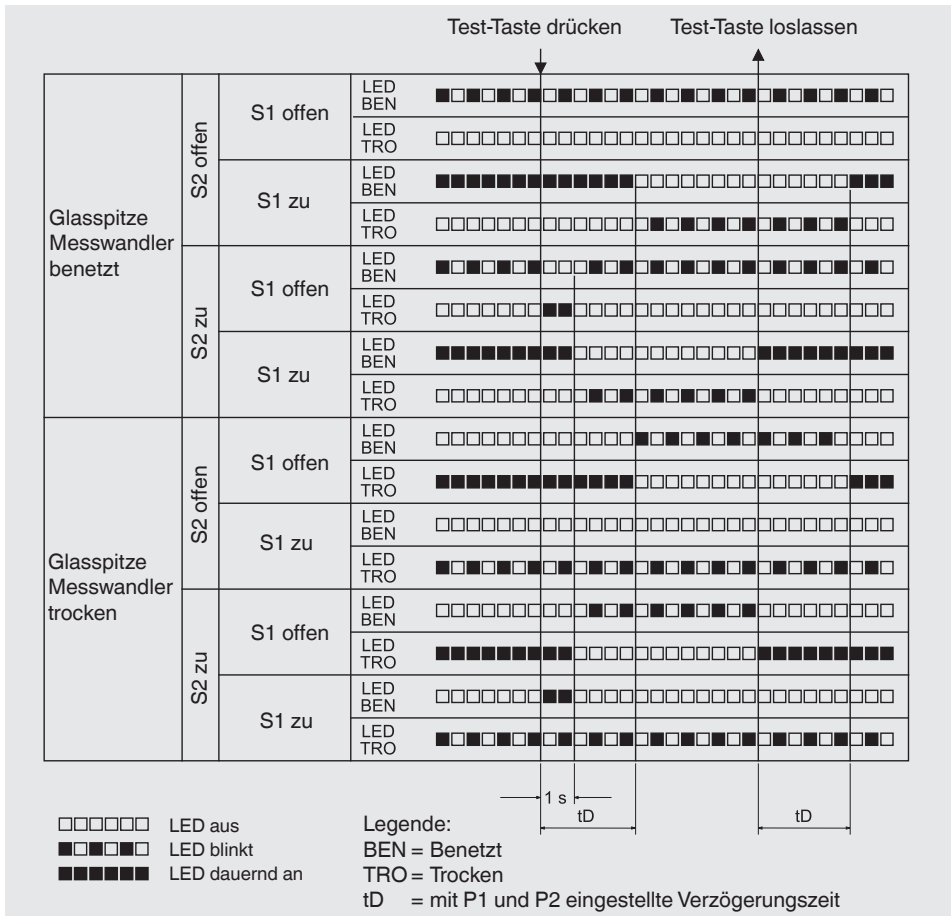 Test-Taste drücken Test-Taste loslassen
Glasspitze
Messwandler
benetzt
S2 offen
S1 offen
LED
BEN
LED
TRO
S1 zu
LED
BEN
LED
TRO
S2 zu
S1 offen
LED
BEN
LED
TRO
S1 zu
LED
BEN
LED
TRO
Glasspitze
Messwandler
trocken
S2 offen
S1 offen
LED
BEN
LED
TRO
S1 zu
LED
BEN
LED
TRO
S2 zu
S1 offen
LED
BEN
LED
TRO
S1 zu
LED
BEN
LED
TRO
1 s
tD tD
LED aus
LED blinkt
LED dauernd an
Legende:
BEN = Benetzt
TRO = Trocken
tD = mit P1 und P2 eingestellte Verzögerungszeit